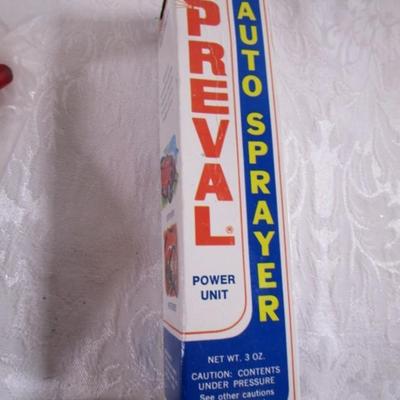 PREVAL®
AUTO SPRAYER
POWER
UNIT
NET WT. 3 OZ.
CAUTION: CONTENTS
UNDER PRESSURE
See other cautions